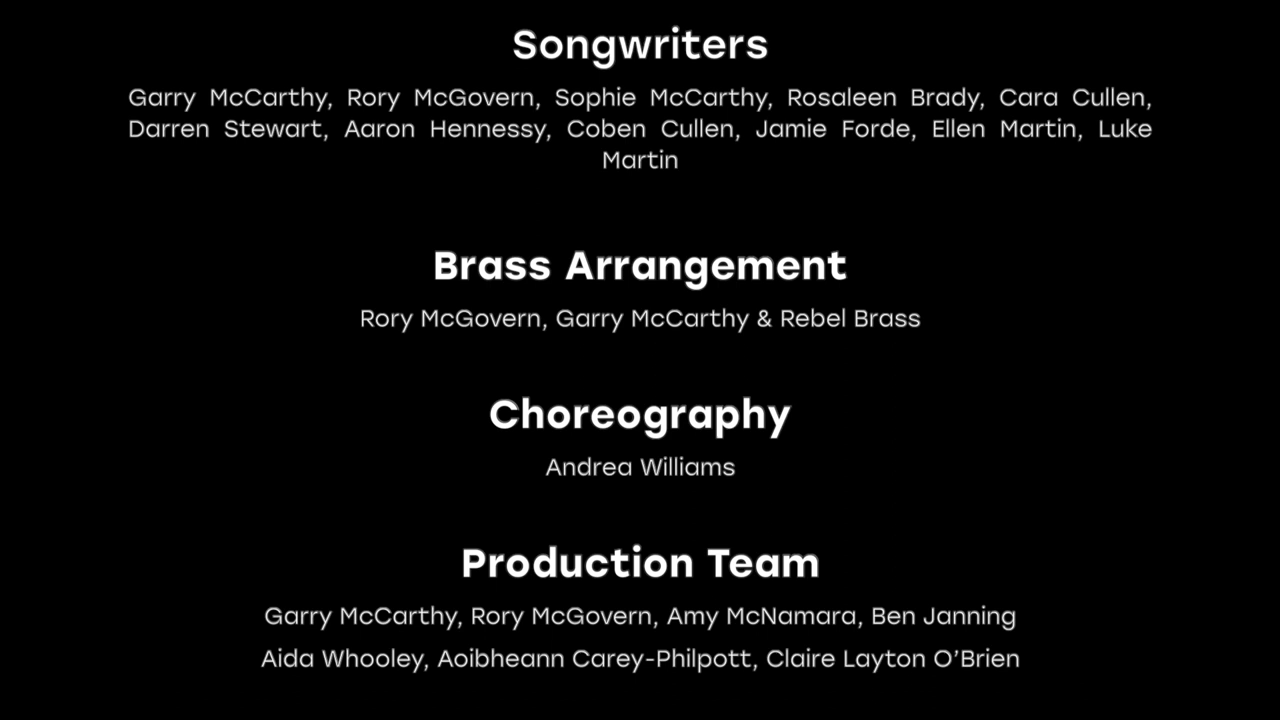 Songwriters
Garry McCarthy, Rory McGovern, Sophie McCarthy, Rosaleen Brady, Cara Cullen,
Darren Stewart, Aaron Hennessy, Coben Cullen, Jamie Forde, Ellen Martin, Luke
Martin
Brass Arrangement
Rory McGovern, Garry McCarthy & Rebel Brass
Choreography
Andrea Williams
Production Team
Garry McCarthy, Rory McGovern, Amy McNamara, Ben Janning
Aida Whooley, Aoibheann Carey-Philpott, Claire Layton O’Brien